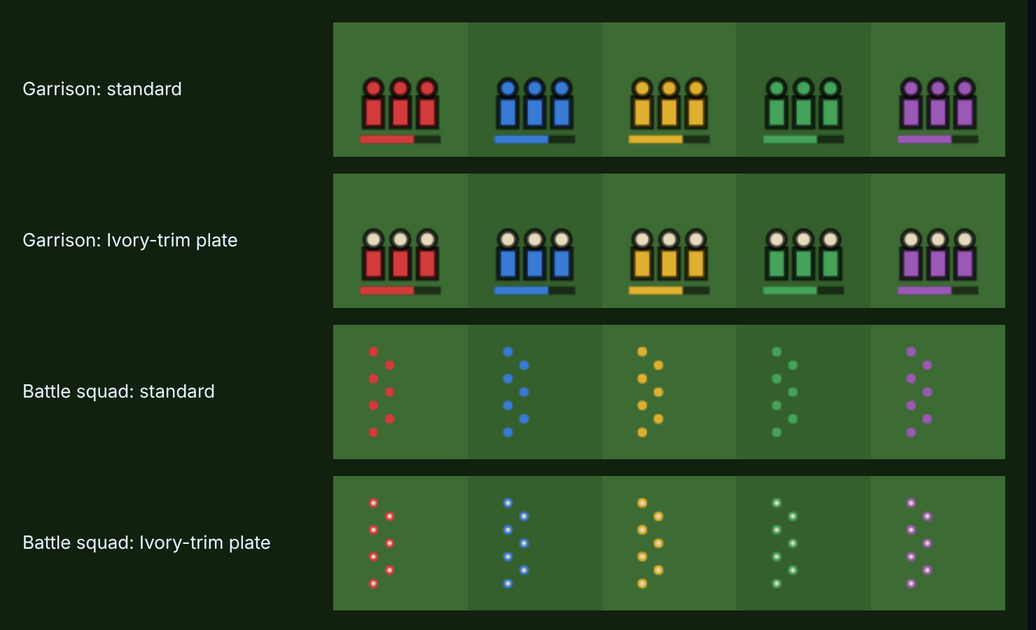 Garrison: standard
Garrison: Ivory-trim plate
Battle squad: standard
Battle squad: Ivory-trim plate